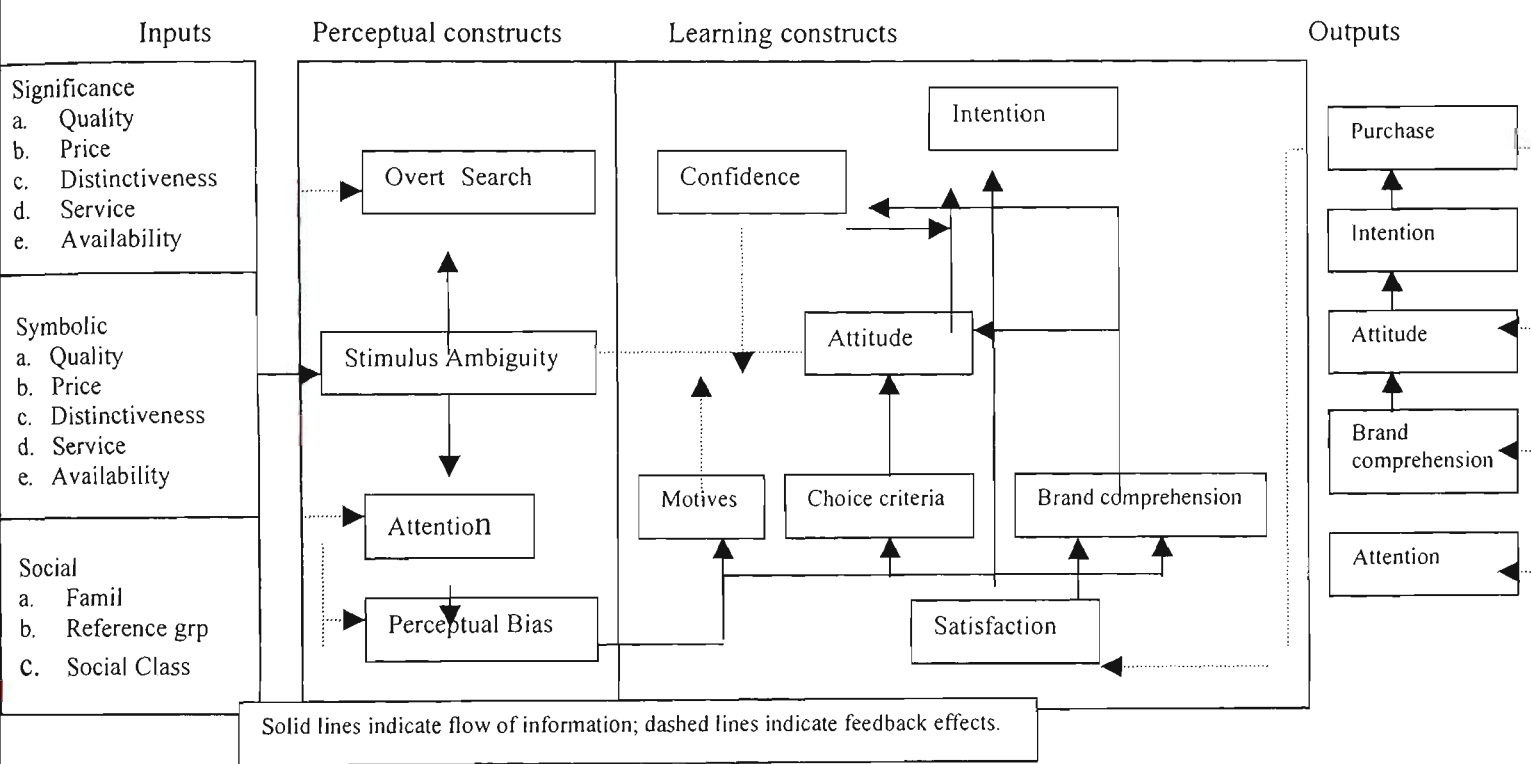 Inputs
Perceptual constructs
Learning constructs
Outputs
Significance
a. Quality
b. Price
c. Distinctiveness
d. Service
e. Availability
Symbolic
a. Quality
b. Price
c. Distinctiveness
d. Service
e. Availability
Social
a. Famil
b. Reference grp
c. Social Class
Overt Search
Stimulus Ambiguity
Attention
Perceptual Bias
Intention
Confidence
Attitude
Motives
Choice criteria
Brand comprehension
Satisfaction
Purchase
Intention
Attitude
Brand
comprehension
Attention
Solid lines indicate flow of information; dashed lines indicate feedback effects.